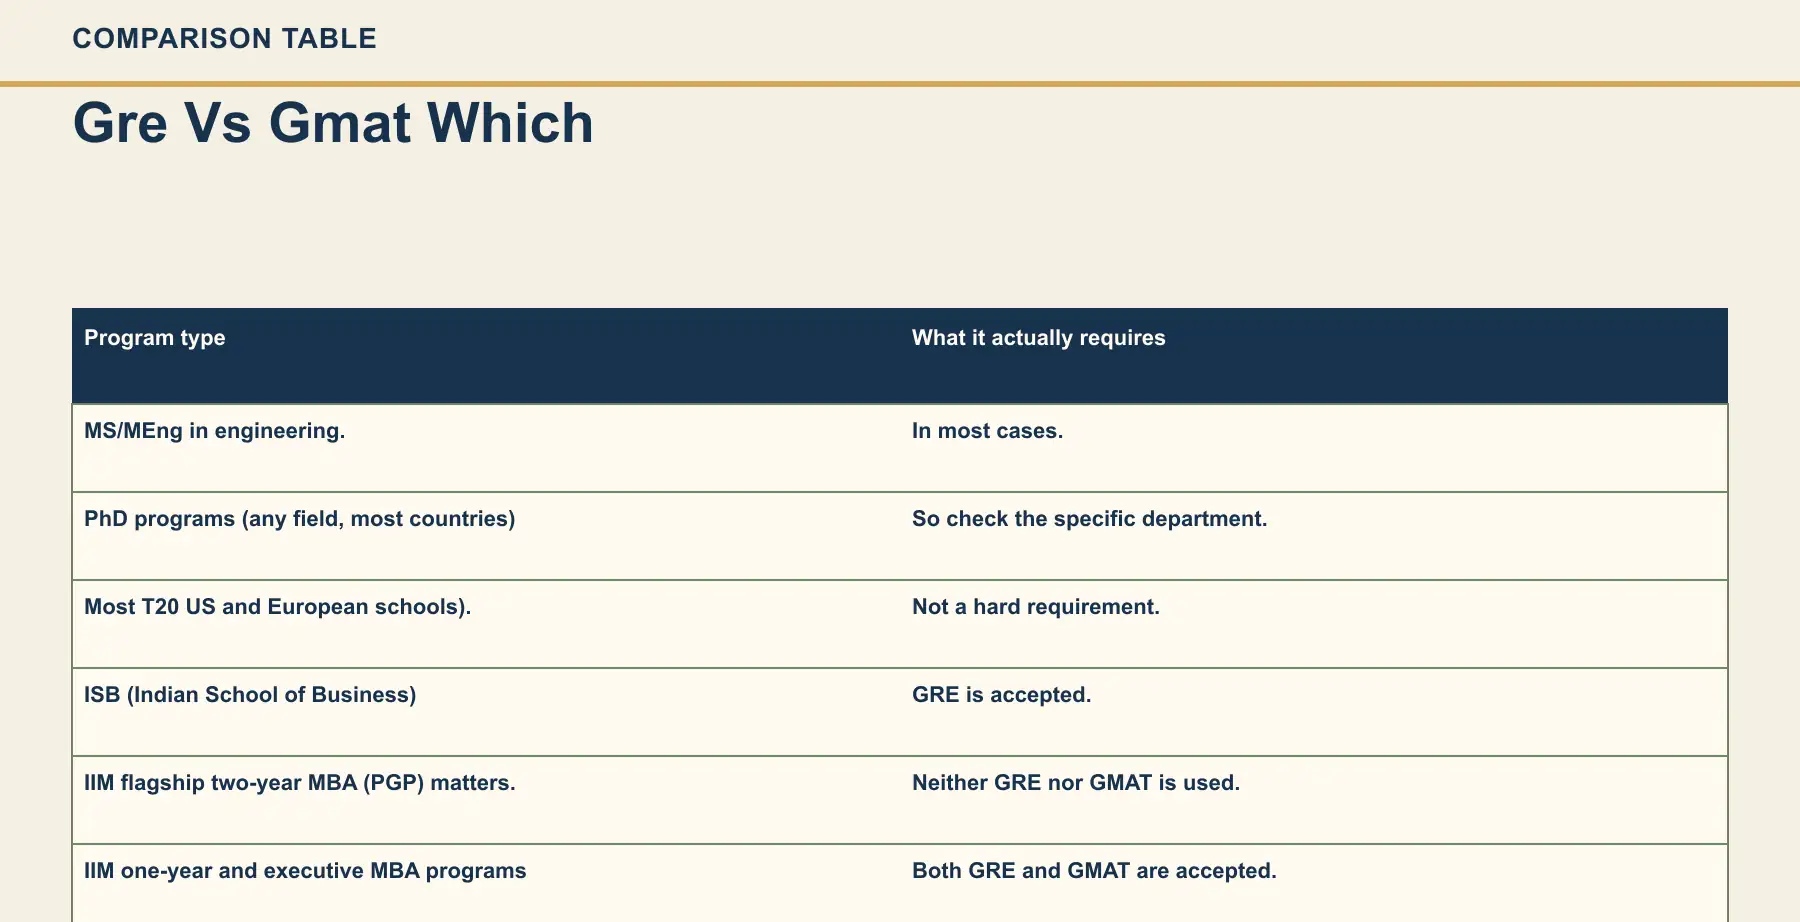 COMPARISON TABLE
Gre Vs Gmat Which
Program type What it actually requires
MS/MEng in engineering. In most cases.
PhD programs (any field, most countries) So check the specific department.
Most T20 US and European schools). Not a hard requirement.
ISB (Indian School of Business) GRE is accepted.
IIM flagship two-year MBA (PGP) matters. Neither GRE nor GMAT is used.
IIM one-year and executive MBA programs Both GRE and GMAT are accepted.